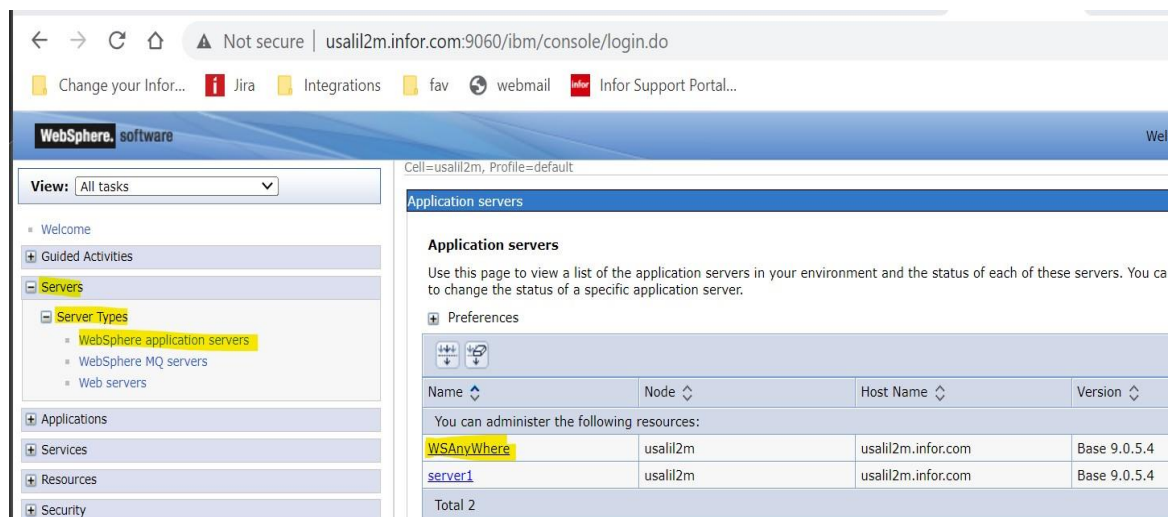 Not secure | usalil2m.infor.com:9060/ibm/console/login.do
Change your Infor... Jira Integrations fav webmail infor Infor Support Portal...
WebSphere. software Wel
View: All tasks
Cell=usalil2m, Profile=default
Application servers
Welcome
Guided Activities
Servers
Server Types
WebSphere application servers
WebSphere MQ servers
Web servers
Applications
Services
Resources
Security
Application servers
Use this page to view a list of the application servers in your environment and the status of each of these servers. You ca
to change the status of a specific application server.
Preferences
Name Node Host Name Version
You can administer the following resources:
WSAnyWhere usalil2m usalil2m.infor.com Base 9.0.5.4
server1 usalil2m usalil2m.infor.com Base 9.0.5.4
Total 2